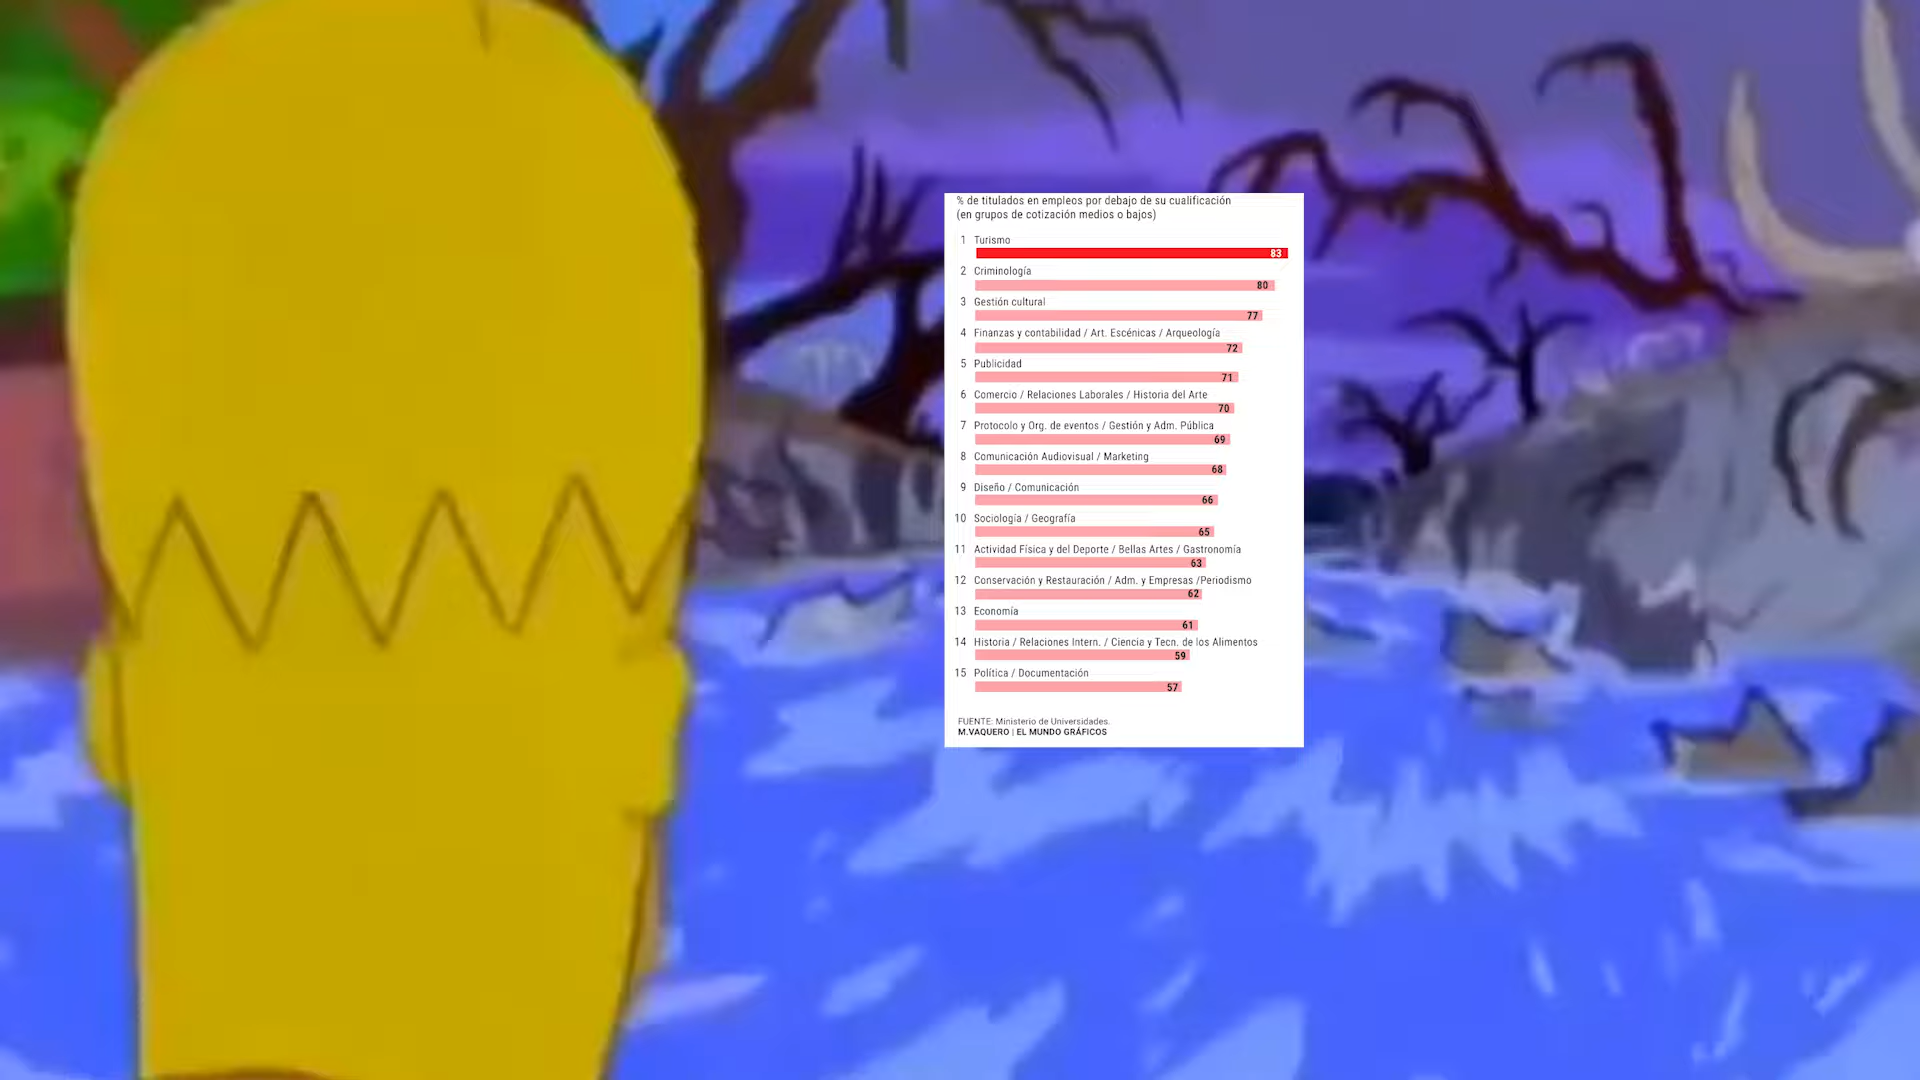 % de titulados en empleos por debajo de su cualificación
(en grupos de cotización medios o bajos)
1 Turismo
83
2 Criminología
80
3 Gestión cultural
77
4 Finanzas y contabilidad / Art. Escénicas / Arqueología
72
5 Publicidad
71
6 Comercio / Relaciones Laborales / Historia del Arte
70
7 Protocolo y Org. de eventos / Gestión y Adm. Pública
69
8 Comunicación Audiovisual / Marketing
68
9 Diseño / Comunicación
66
10 Sociología / Geografía
65
11 Actividad Física y del Deporte / Bellas Artes / Gastronomía
63
12 Conservación y Restauración / Adm. y Empresas /Periodismo
62
13 Economía
61
14 Historia / Relaciones Intern. / Ciencia y Tecn. de los Alimentos
59
15 Política / Documentación
57
FUENTE: Ministerio de Universidades.
M.VAQUERO | EL MUNDO GRÁFICOS